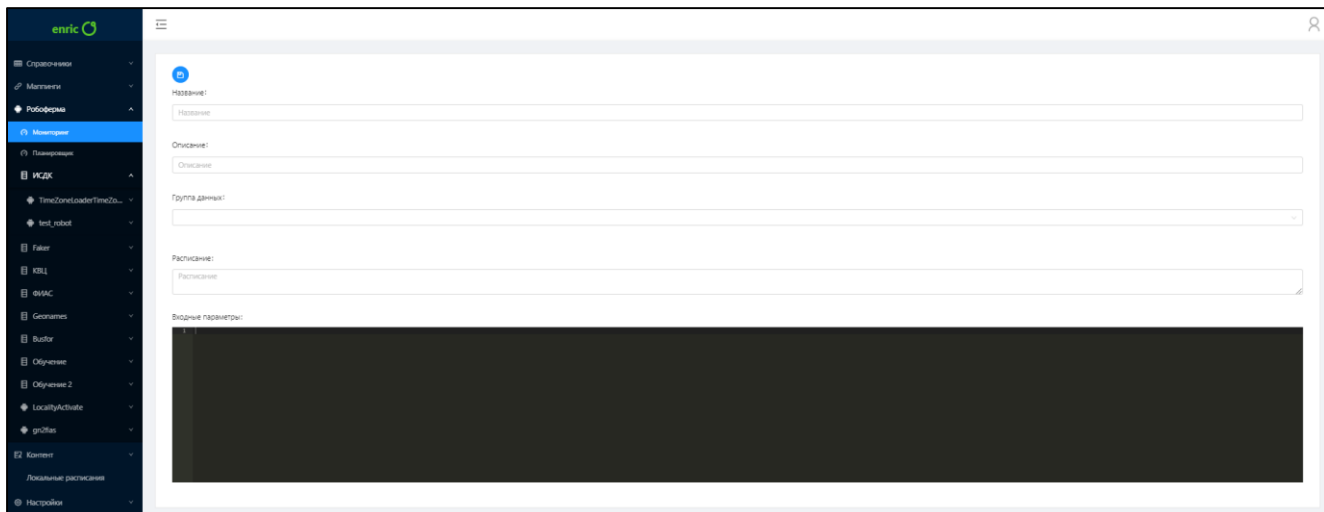 enric
Справочники
Маппинги
Робоферма
Мониторинг
Планировщик
ИСДК
TimeZoneLoaderTimeZo...
test_robot
Faker
КВЦ
ФИАС
Geonames
Busfor
Обучение
Обучение 2
LocalityActivate
gn2fias
Контент
Локальные расписания
Настройки
Название:
Название
Описание:
Описание
Группа данных:
Расписание:
Расписание
Входные параметры:
1